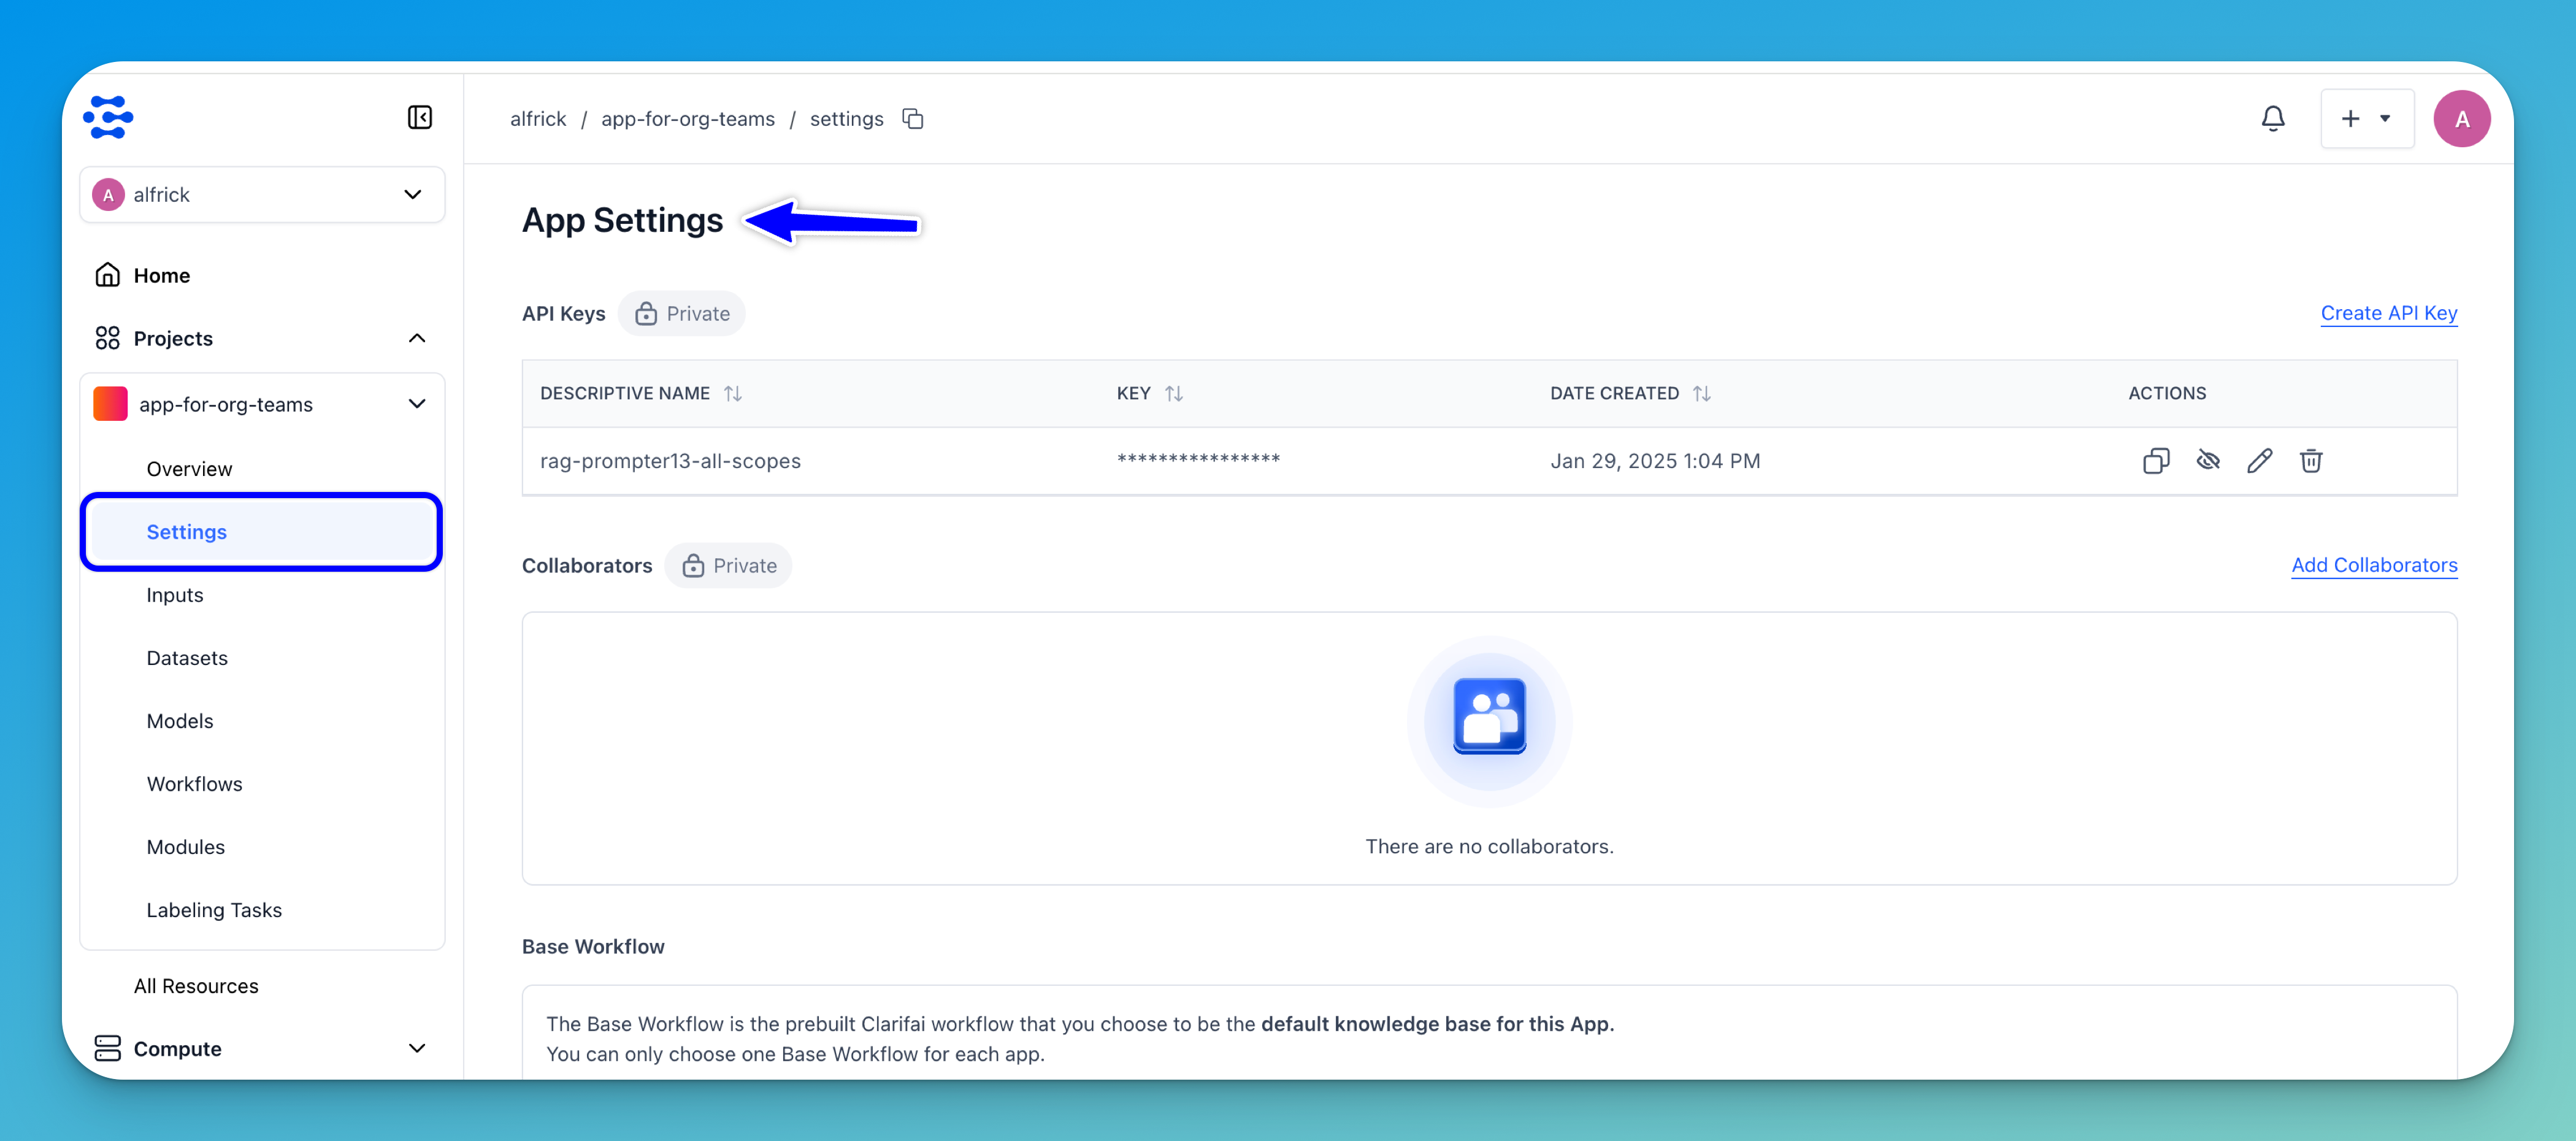 alfrick / app-for-org-teams / settings
A
A alfrick
Home
Projects
app-for-org-teams
Overview
Settings
Inputs
Datasets
Models
Workflows
Modules
Labeling Tasks
All Resources
Compute
App Settings
API Keys Private Create API Key
DESCRIPTIVE NAME KEY DATE CREATED ACTIONS
rag-prompter13-all-scopes **************** Jan 29, 2025 1:04 PM
Collaborators Private Add Collaborators
There are no collaborators.
Base Workflow
The Base Workflow is the prebuilt Clarifai workflow that you choose to be the default knowledge base for this App.
You can only choose one Base Workflow for each app.